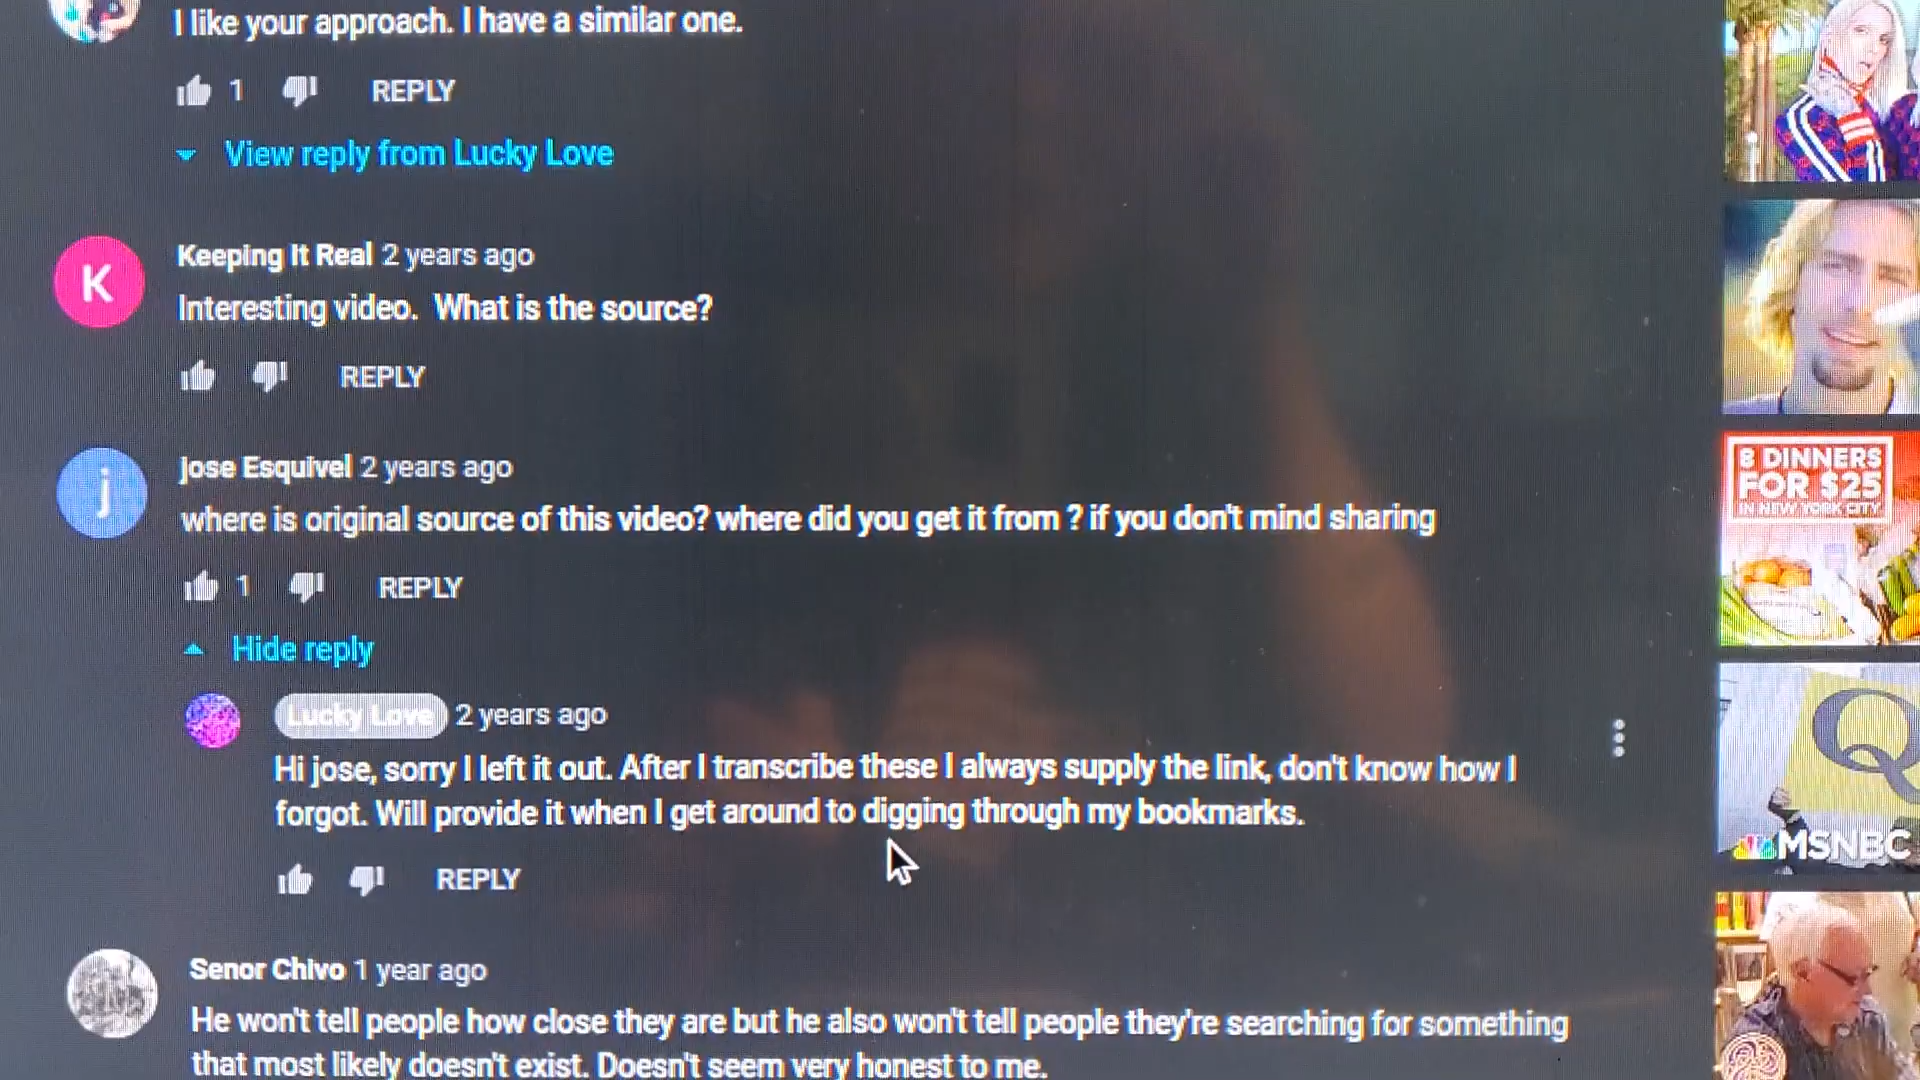 I like your approach. I have a similar one.
1 REPLY
View reply from Lucky Love
K
Keeping It Real 2 years ago
Interesting video. What is the source?
REPLY
j
jose Esquivel 2 years ago
where is original source of this video? where did you get it from ? if you don't mind sharing
1 REPLY
Hide reply
Lucky Love 2 years ago
Hi jose, sorry I left it out. After I transcribe these I always supply the link, don't know how I
forgot. Will provide it when I get around to digging through my bookmarks.
REPLY
Senor Chivo 1 year ago
He won't tell people how close they are but he also won't tell people they're searching for something
that most likely doesn't exist. Doesn't seem very honest to me.
8 DINNERS
FOR $25
IN NEW YORK CITY
Q
MSNBC